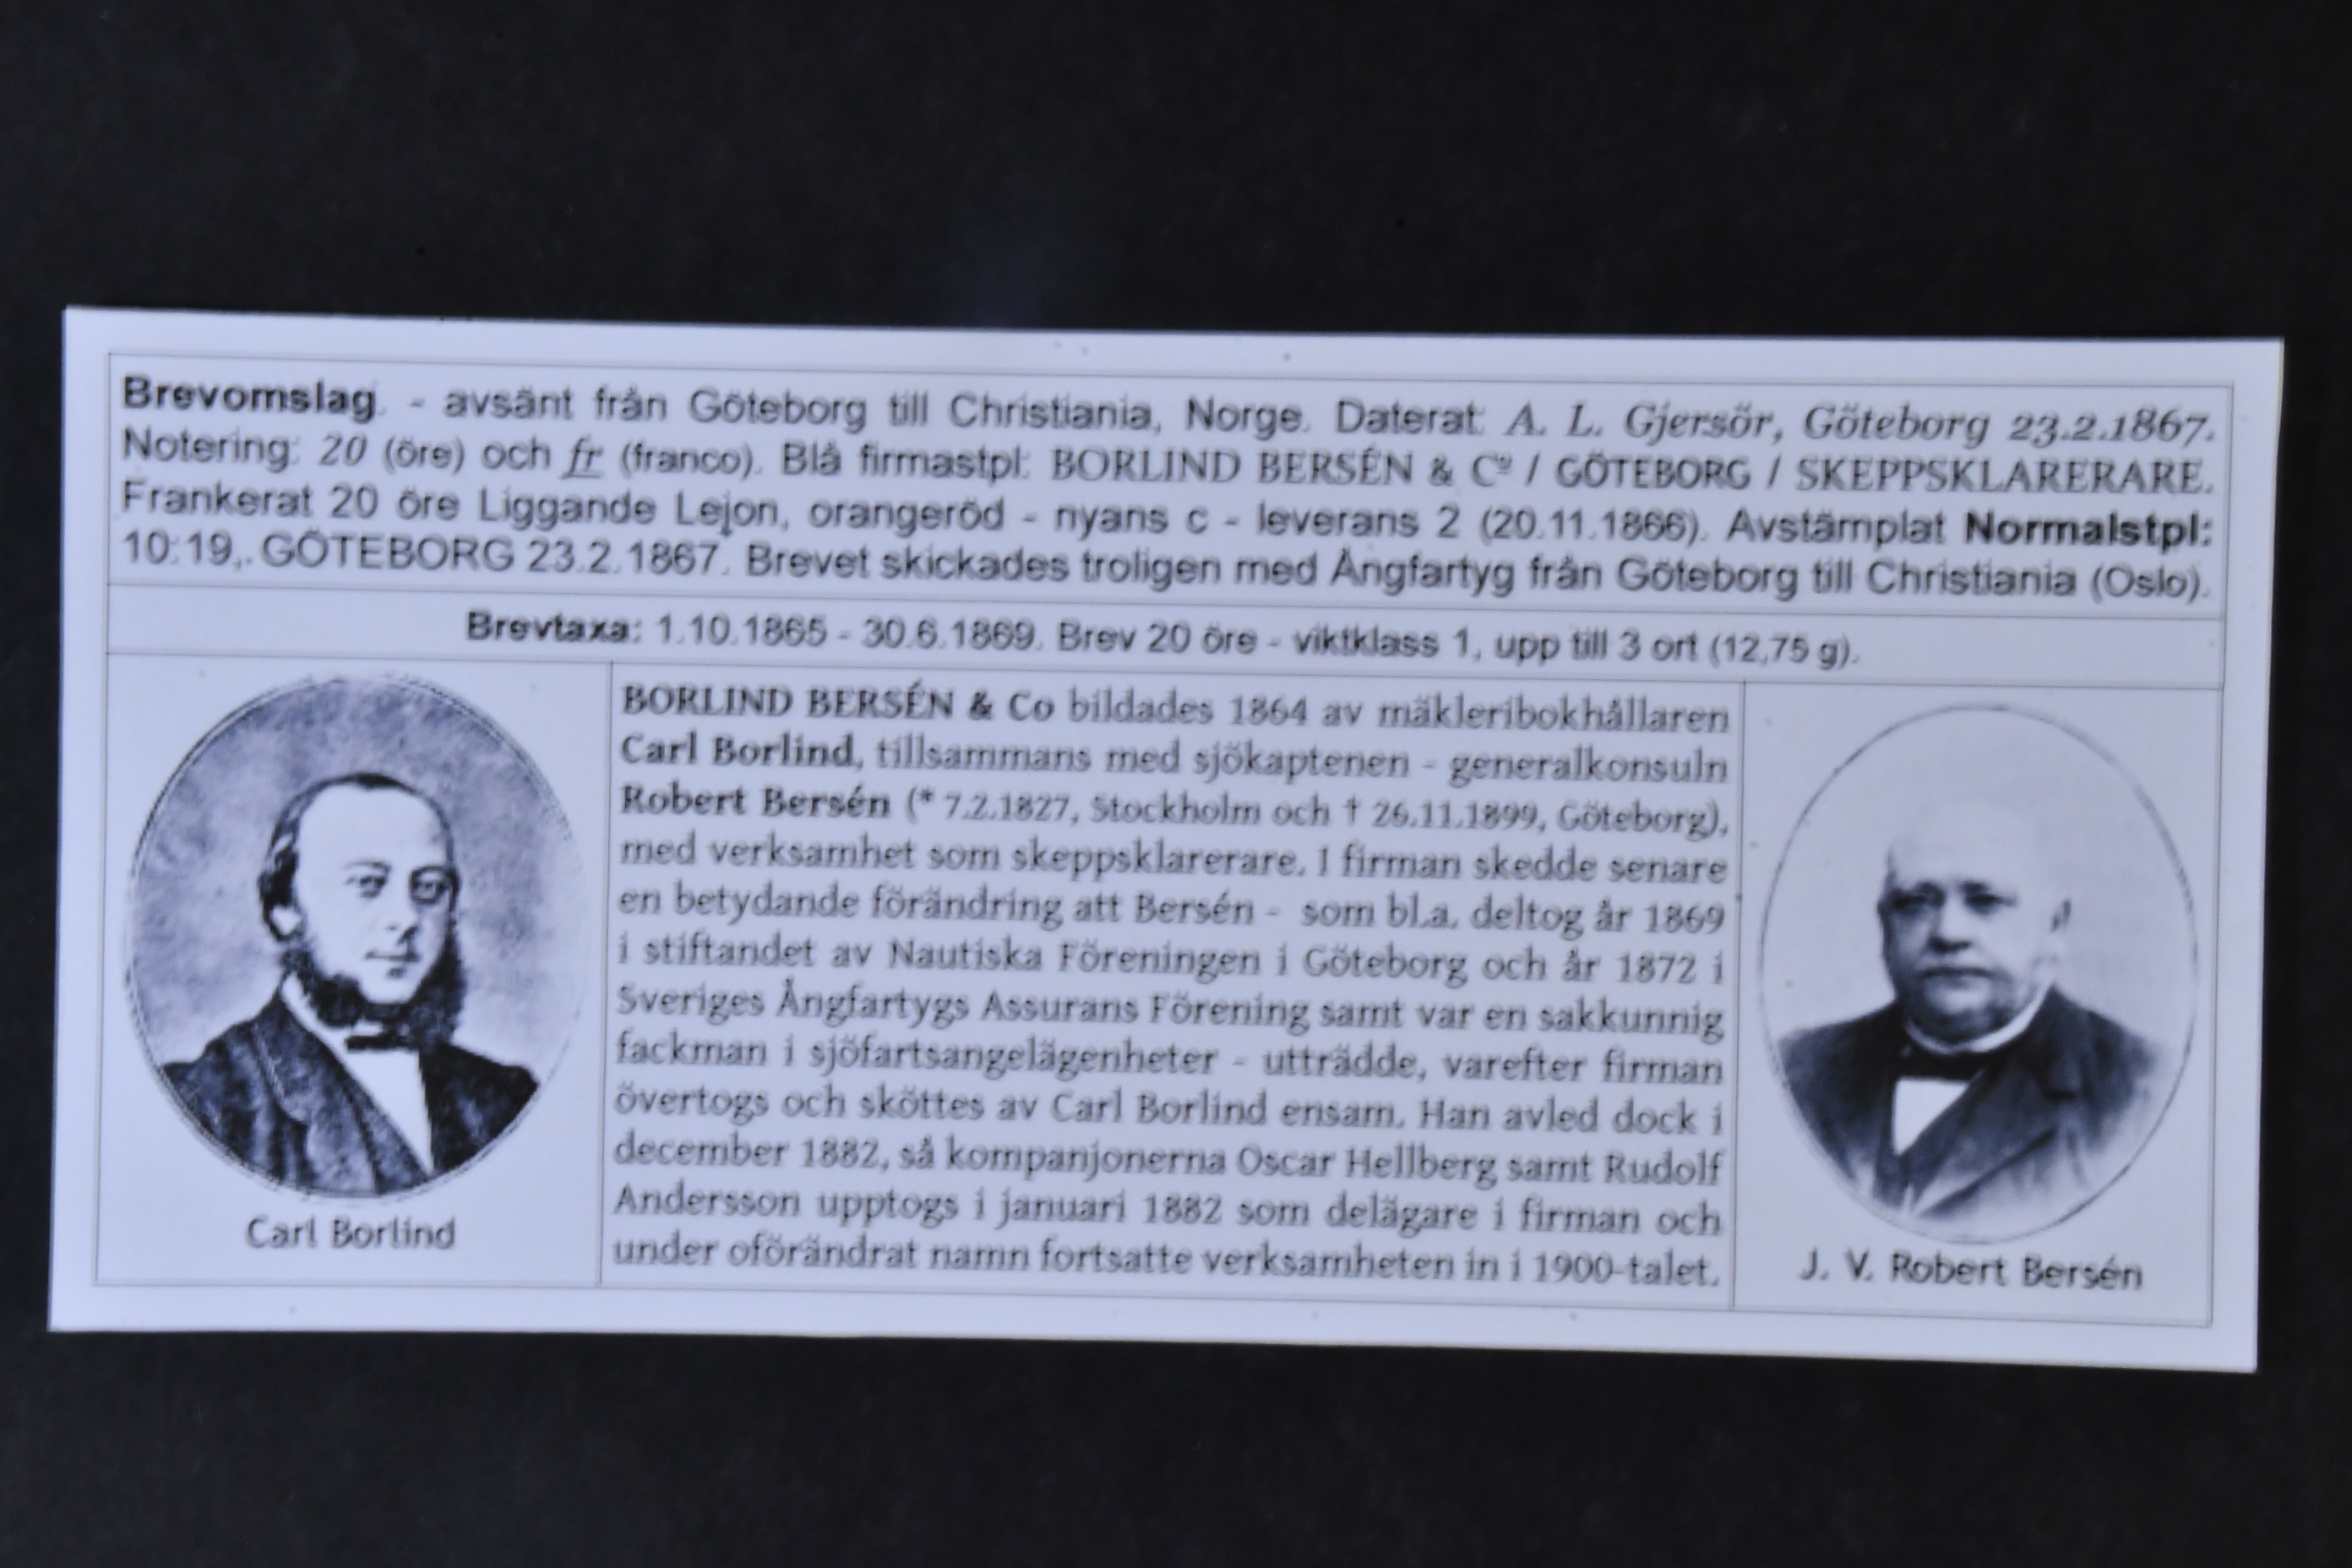 Brevomslag. - avsänt från Göteborg till Christiania, Norge. Daterat: A. L. Gjersör, Göteborg 23.2.1867.
Notering: 20 (öre) och fr (franco). Blå firmastpl: BORLIND BERSÉN & Cº / GÖTEBORG / SKEPPSKLARERARE.
Frankerat 20 öre Liggande Lejon, orangeröd - nyans c - leverans 2 (20.11.1866). Avstämplat Normalstpl:
10:19,. GÖTEBORG 23.2.1867. Brevet skickades troligen med Ångfartyg från Göteborg till Christiania (Oslo).
Brevtaxa: 1.10.1865 - 30.6.1869. Brev 20 öre - viktklass 1, upp till 3 ort (12,75 g).
BORLIND BERSÉN & Co bildades 1864 av mäkleribokhållaren
Carl Borlind, tillsammans med sjökaptenen - generalkonsuln
Robert Bersén (* 7.2.1827, Stockholm och † 26.11.1899, Göteborg),
med verksamhet som skeppsklarerare. I firman skedde senare
en betydande förändring att Bersén - som bl.a. deltog år 1869
i stiftandet av Nautiska Föreningen i Göteborg och år 1872 i
Sveriges Ångfartygs Assurans Förening samt var en sakkunnig
fackman i sjöfartsangelägenheter - utträdde, varefter firman
övertogs och sköttes av Carl Borlind ensam. Han avled dock i
december 1882, så kompanjonerna Oscar Hellberg samt Rudolf
Andersson upptogs i januari 1882 som delägare i firman och
under oförändrat namn fortsatte verksamheten in i 1900-talet.
Carl Borlind
J. V. Robert Bersén